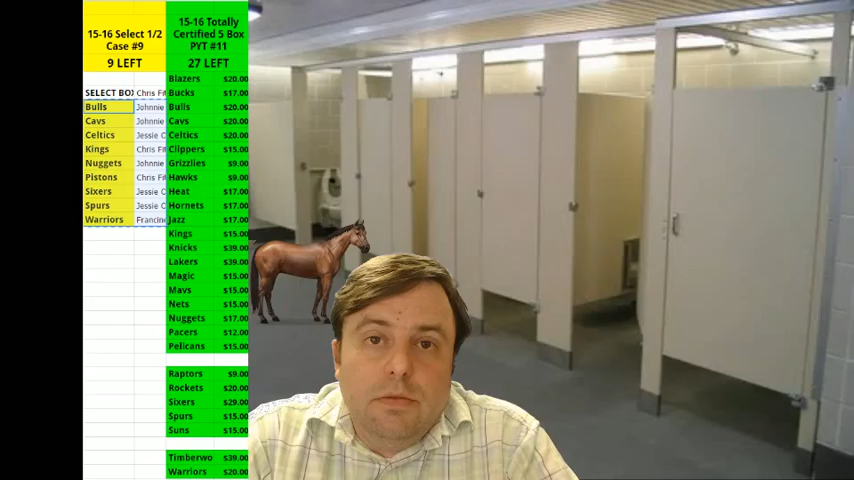 15-16 Select 1/2
Case #9
9 LEFT
SELECT BO Chris Fi
Bulls Johnnie
Cavs Johnnie
Celtics Jessie C
Kings Chris Fi
Nuggets Johnnie
Pistons Chris Fi
Sixers Jessie C
Spurs Jessie C
Warriors Francine
15-16 Totally
Certified 5 Box
PYT #11
27 LEFT
Blazers $20.00
Bucks $17.00
Bulls $20.00
Cavs $20.00
Celtics $20.00
Clippers $15.00
Grizzlies $9.00
Hawks $9.00
Heat $17.00
Hornets $17.00
Jazz $17.00
Kings $15.00
Knicks $39.00
Lakers $39.00
Magic $15.00
Mavs $15.00
Nets $15.00
Nuggets $17.00
Pacers $12.00
Pelicans $15.00
Raptors $9.00
Rockets $20.00
Sixers $29.00
Spurs $15.00
Suns $15.00
Timberwo $39.00
Warriors $20.00